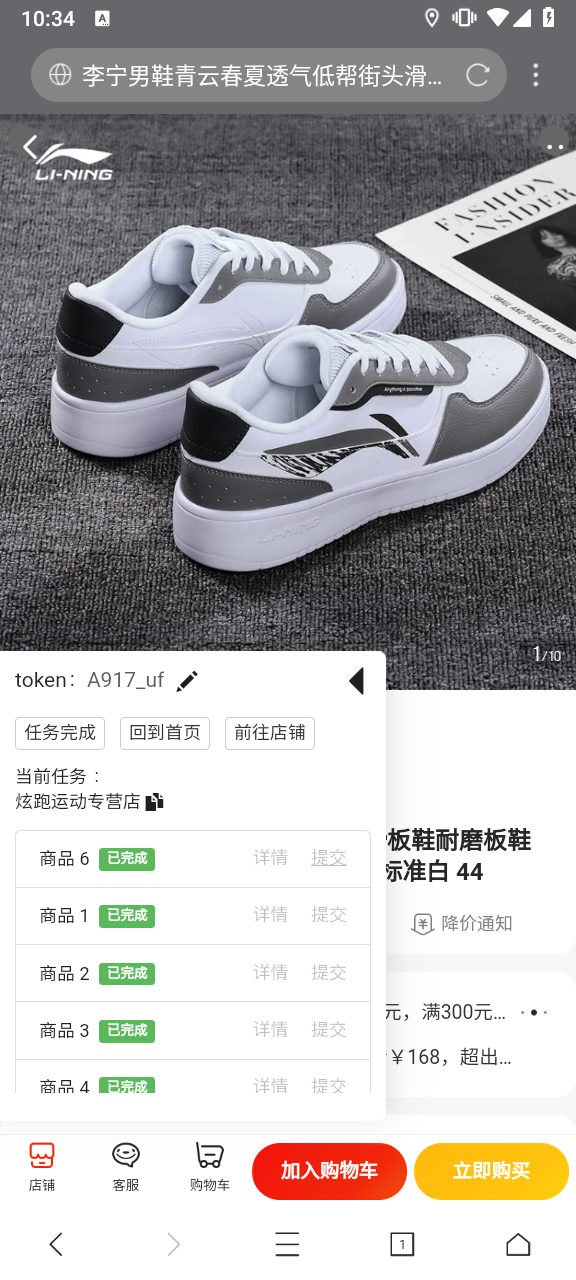 10:34
A
李宁男鞋青云春夏透气低帮街头滑...
LI-NING
FASHION
I-NSIDER
SMALL AND PURE AND FRESH
Anything is possible.
LI-NING
1/10
token: A917_uf
任务完成 回到首页 前往店铺
当前任务：
炫跑运动专营店
商品 6 已完成 详情 提交
商品 1 已完成 详情 提交
商品 2 已完成 详情 提交
商品 3 已完成 详情 提交
商品 4 已完成 详情 提交
板鞋耐磨板鞋
标准白 44
降价通知
元，满300元...
￥168，超出...
店铺 客服 购物车 加入购物车 立即购买
1